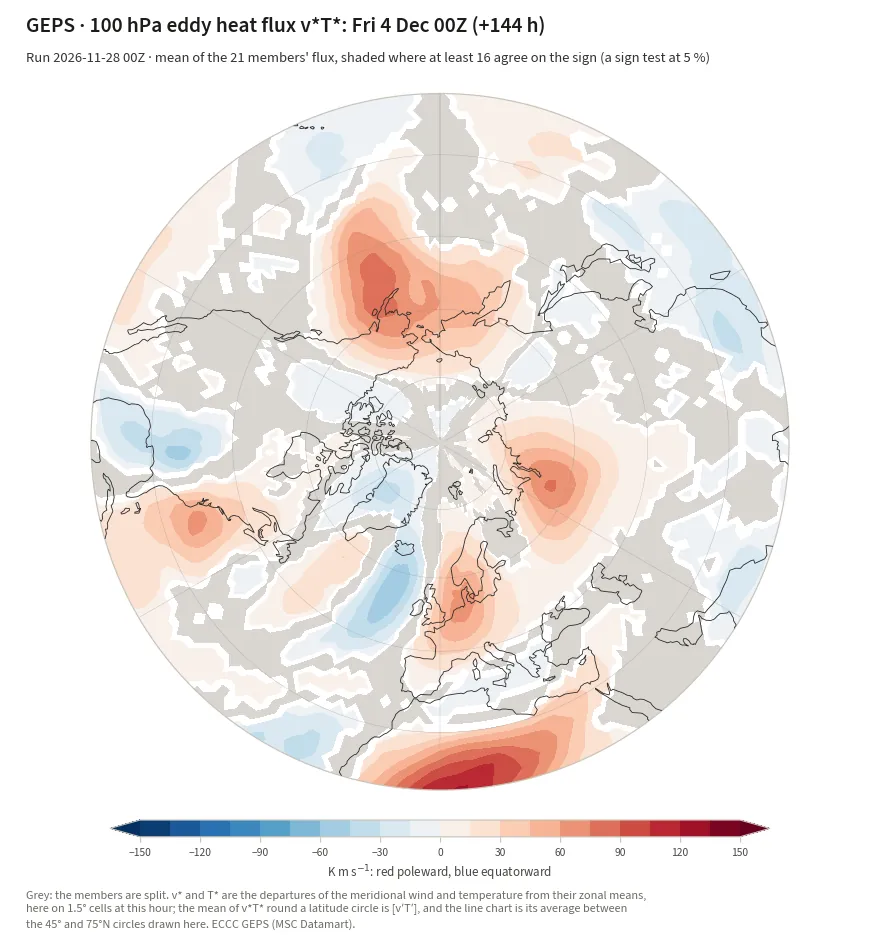 GEPS · 100 hPa eddy heat flux v*T*: Fri 4 Dec 00Z (+144 h)
Run 2026-11-28 00Z · mean of the 21 members' flux, shaded where at least 16 agree on the sign (a sign test at 5 %)
−150 −120 −90 −60 −30 0 30 60 90 120 150
K m s⁻¹: red poleward, blue equatorward
Grey: the members are split. v* and T* are the departures of the meridional wind and temperature from their zonal means,
here on 1.5° cells at this hour; the mean of v*T* round a latitude circle is [v'T'], and the line chart is its average between
the 45° and 75°N circles drawn here. ECCC GEPS (MSC Datamart).